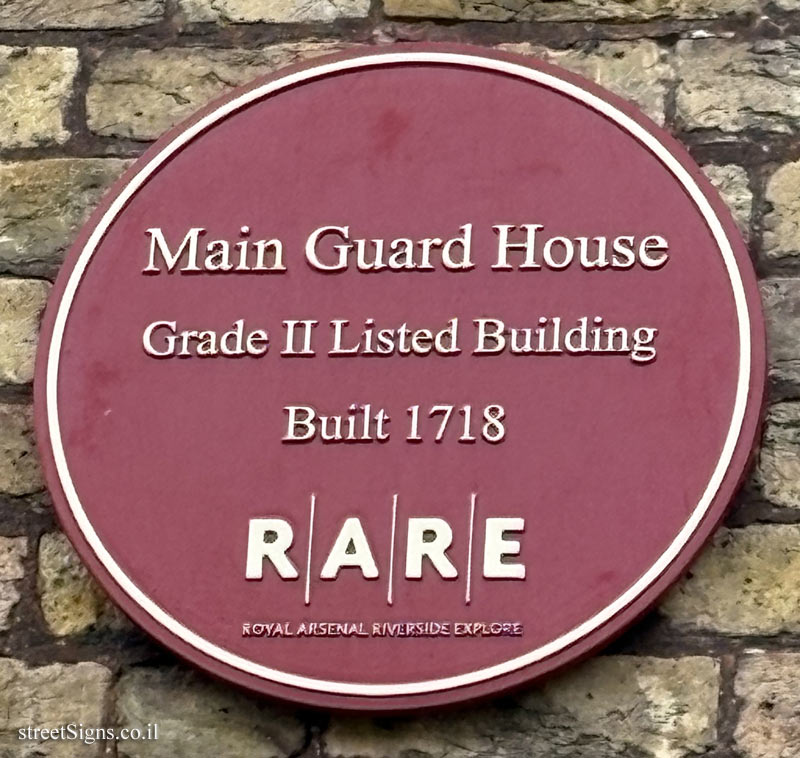 Main Guard House
Grade II Listed Building
Built 1718
R|A|R|E
ROYAL ARSENAL RIVERSIDE EXPLORE
streetSigns.co.il